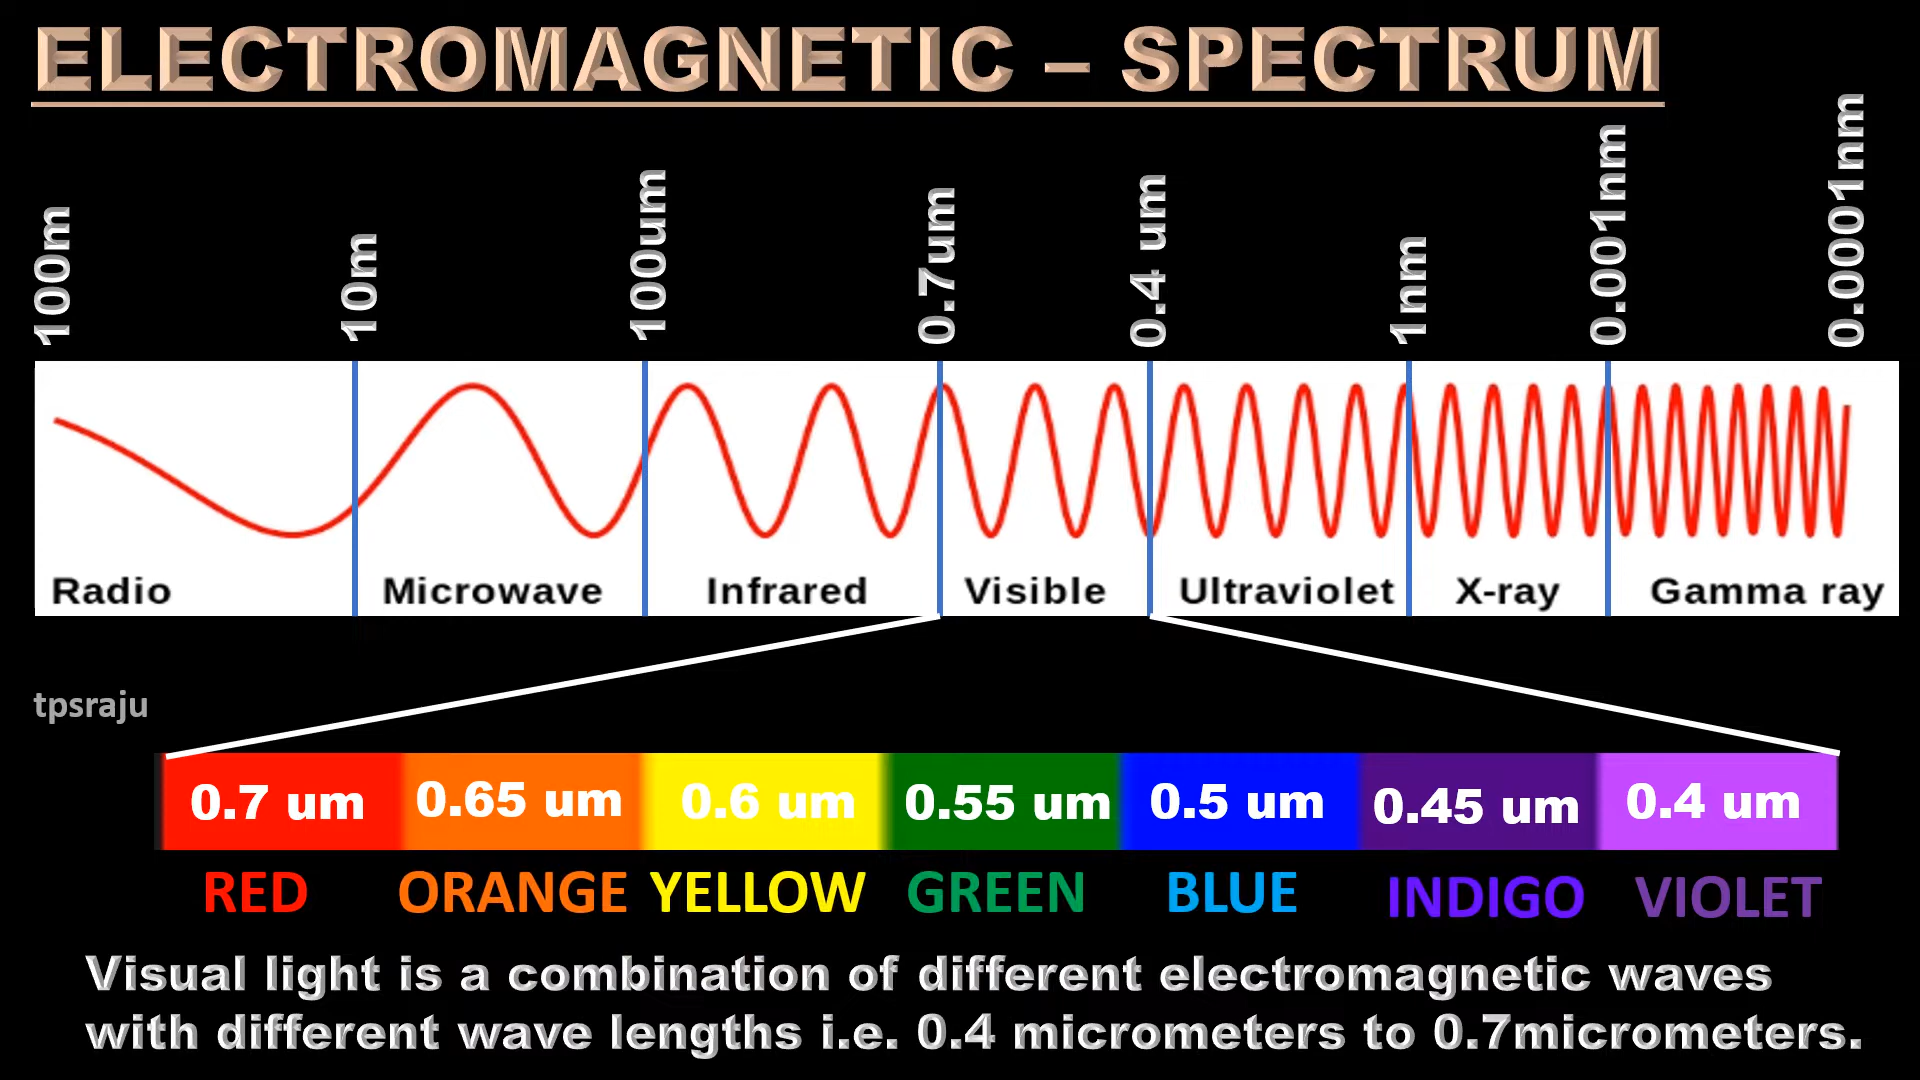 ELECTROMAGNETIC – SPECTRUM
100m
10m
100um
0.7um
0.4 um
1nm
0.001nm
0.0001nm
Radio
Microwave
Infrared
Visible
Ultraviolet
X-ray
Gamma ray
tpsraju
0.7 um
0.65 um
0.6 um
0.55 um
0.5 um
0.45 um
0.4 um
RED
ORANGE
YELLOW
GREEN
BLUE
INDIGO
VIOLET
Visual light is a combination of different electromagnetic waves
with different wave lengths i.e. 0.4 micrometers to 0.7micrometers.